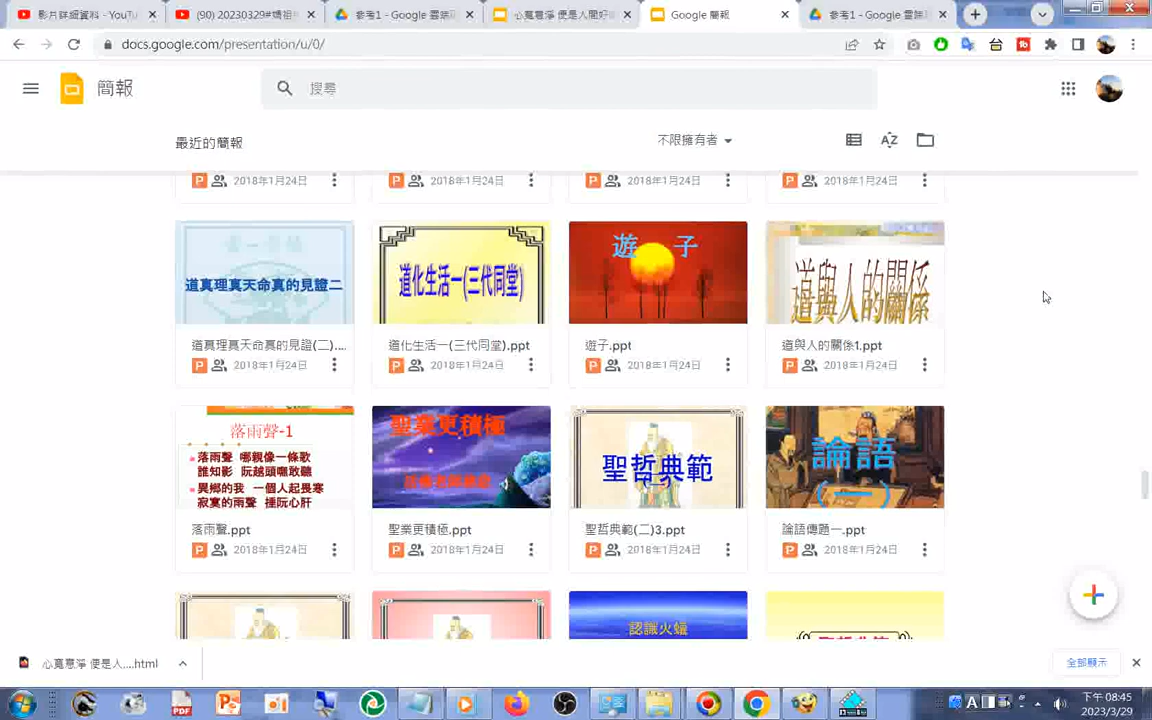 影片詳細資料 - YouTu
(90) 20230329#媽祖
參考1 - Google 雲端
心寬意淨 便是人間好
Google 簡報
參考1 - Google 雲端
docs.google.com/presentation/u/0/
簡報
搜尋
最近的簡報
不限擁有者
AZ
2018年1月24日
2018年1月24日
2018年1月24日
2018年1月24日
道真理真天命真的見證二
道化生活一(三代同堂)
遊子
道與人的關係
道真理真天命真的見證(二)....
道化生活一(三代同堂).ppt
遊子.ppt
道與人的關係1.ppt
2018年1月24日
2018年1月24日
2018年1月24日
2018年1月24日
落雨聲-1
落雨聲 哪親像一條歌
誰知影 阮越頭嘸敢聽
異鄉的我 一個人起畏寒
寂寞的雨聲 捶阮心肝
聖業更積極
聖哲典範
論語
(一)
落雨聲.ppt
聖業更積極.ppt
聖哲典範(二)3.ppt
論語傳題一.ppt
2018年1月24日
2018年1月24日
2018年1月24日
2018年1月24日
認識火爐
心寬意淨 便是人....html
全部顯示
下午 08:45
2023/3/29